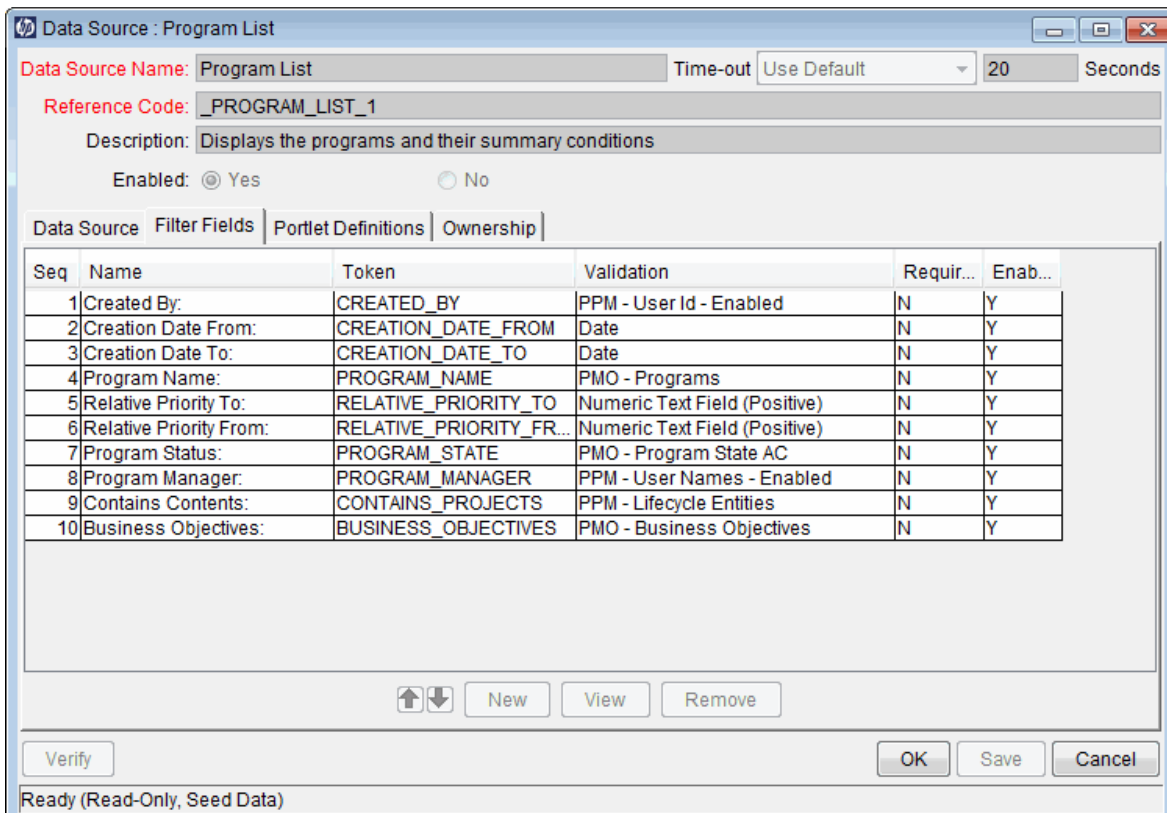 Data Source : Program List
Data Source Name: Program List Time-out Use Default 20 Seconds
Reference Code: _PROGRAM_LIST_1
Description: Displays the programs and their summary conditions
Enabled: Yes No
Data Source Filter Fields Portlet Definitions Ownership
Seq Name Token Validation Requir... Enab...
1 Created By: CREATED_BY PPM - User Id - Enabled N Y
2 Creation Date From: CREATION_DATE_FROM Date N Y
3 Creation Date To: CREATION_DATE_TO Date N Y
4 Program Name: PROGRAM_NAME PMO - Programs N Y
5 Relative Priority To: RELATIVE_PRIORITY_TO Numeric Text Field (Positive) N Y
6 Relative Priority From: RELATIVE_PRIORITY_FR... Numeric Text Field (Positive) N Y
7 Program Status: PROGRAM_STATE PMO - Program State AC N Y
8 Program Manager: PROGRAM_MANAGER PPM - User Names - Enabled N Y
9 Contains Contents: CONTAINS_PROJECTS PPM - Lifecycle Entities N Y
10 Business Objectives: BUSINESS_OBJECTIVES PMO - Business Objectives N Y
New View Remove
Verify OK Save Cancel
Ready (Read-Only, Seed Data)